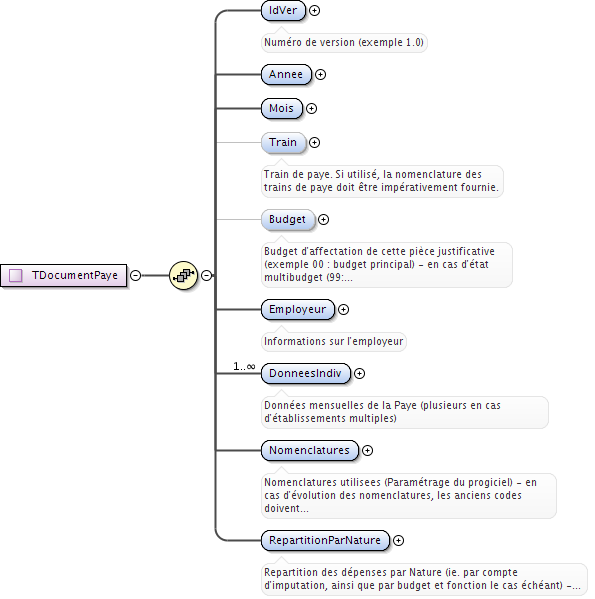 IdVer
Numéro de version (exemple 1.0)
Annee
Mois
Train
Train de paye. Si utilisé, la nomenclature des
trains de paye doit être impérativement fournie.
Budget
Budget d'affectation de cette pièce justificative
(exemple 00 : budget principal) – en cas d'état
multibudget (99:...
TDocumentPaye
Employeur
Informations sur l'employeur
1..∞
DonneesIndiv
Données mensuelles de la Paye (plusieurs en cas
d'établissements multiples)
Nomenclatures
Nomenclatures utilisees (Paramétrage du progiciel) – en
cas d'évolution des nomenclatures, les anciens codes
doivent...
RepartitionParNature
Repartition des dépenses par Nature (ie. par compte
d'imputation, ainsi que par budget et fonction le cas échéant) –...